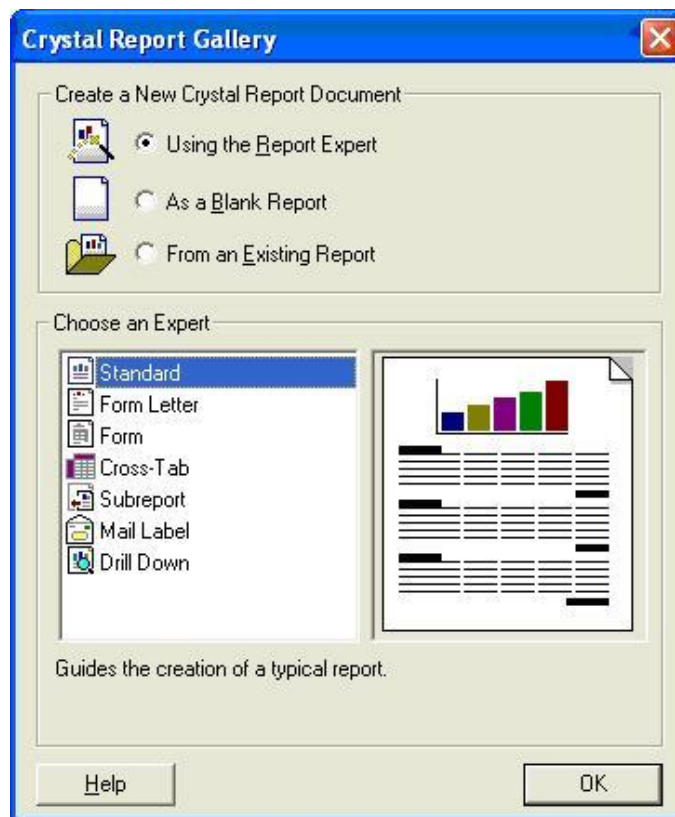 Crystal Report Gallery
Create a New Crystal Report Document
Using the Report Expert
As a Blank Report
From an Existing Report
Choose an Expert
Standard
Form Letter
Form
Cross-Tab
Subreport
Mail Label
Drill Down
Guides the creation of a typical report.
Help
OK